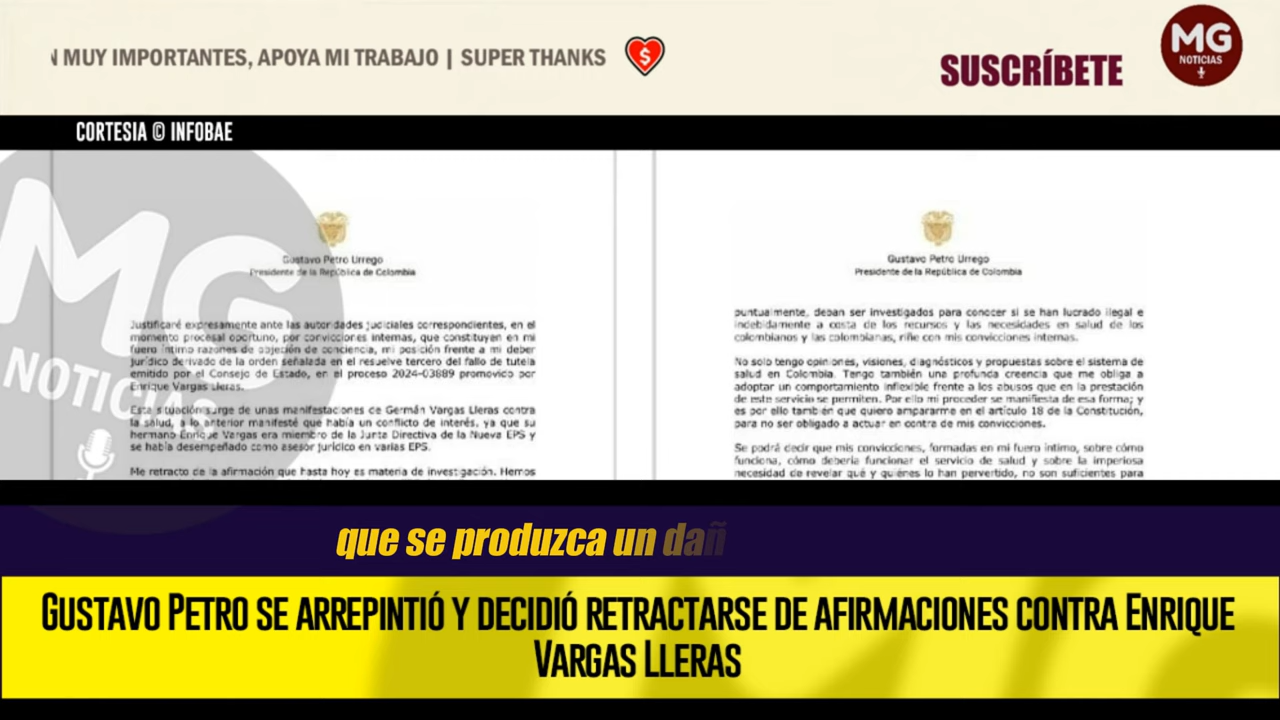 N MUY IMPORTANTES, APOYA MI TRABAJO | SUPER THANKS
SUSCRÍBETE
MG
NOTICIAS
CORTESIA © INFOBAE
MG
NOTICIAS
Gustavo Petro Urrego
Presidente de la República de Colombia
Justificaré expresamente ante las autoridades judiciales correspondientes, en el
momento procesal oportuno, por convicciones internas, que constituyen en mi
fuero íntimo razones de objeción de conciencia, mi posición frente a mi deber
jurídico derivado de la orden señalada en el resuelve tercero del fallo de tutela
emitido por el Consejo de Estado, en el proceso 2024-03889 promovido por
Enrique Vargas Lleras.
Esta situación surge de unas manifestaciones de Germán Vargas Lleras contra
la salud, a lo anterior manifesté que había un conflicto de interés, ya que su
hermano Enrique Vargas era miembro de la Junta Directiva de la Nueva EPS y
se había desempeñado como asesor jurídico en varias EPS.
Me retracto de la afirmación que hasta hoy es materia de investigación. Hemos
Gustavo Petro Urrego
Presidente de la República de Colombia
puntualmente, deban ser investigados para conocer si se han lucrado ilegal e
indebidamente a costa de los recursos y las necesidades en salud de los
colombianos y las colombianas, riñe con mis convicciones internas.
No solo tengo opiniones, visiones, diagnósticos y propuestas sobre el sistema de
salud en Colombia. Tengo también una profunda creencia que me obliga a
adoptar un comportamiento inflexible frente a los abusos que en la prestación
de este servicio se permiten. Por ello mi proceder se manifiesta de esa forma; y
es por ello también que quiero ampararme en el artículo 18 de la Constitución,
para no ser obligado a actuar en contra de mis convicciones.
Se podrá decir que mis convicciones, formadas en mi fuero íntimo, sobre cómo
funciona, cómo debería funcionar el servicio de salud y sobre la imperiosa
necesidad de revelar qué y quiénes lo han pervertido, no son suficientes para
que se produzca un dañ
GUSTAVO PETRO SE ARREPINTIÓ Y DECIDIÓ RETRACTARSE DE AFIRMACIONES CONTRA ENRIQUE
VARGAS LLERAS